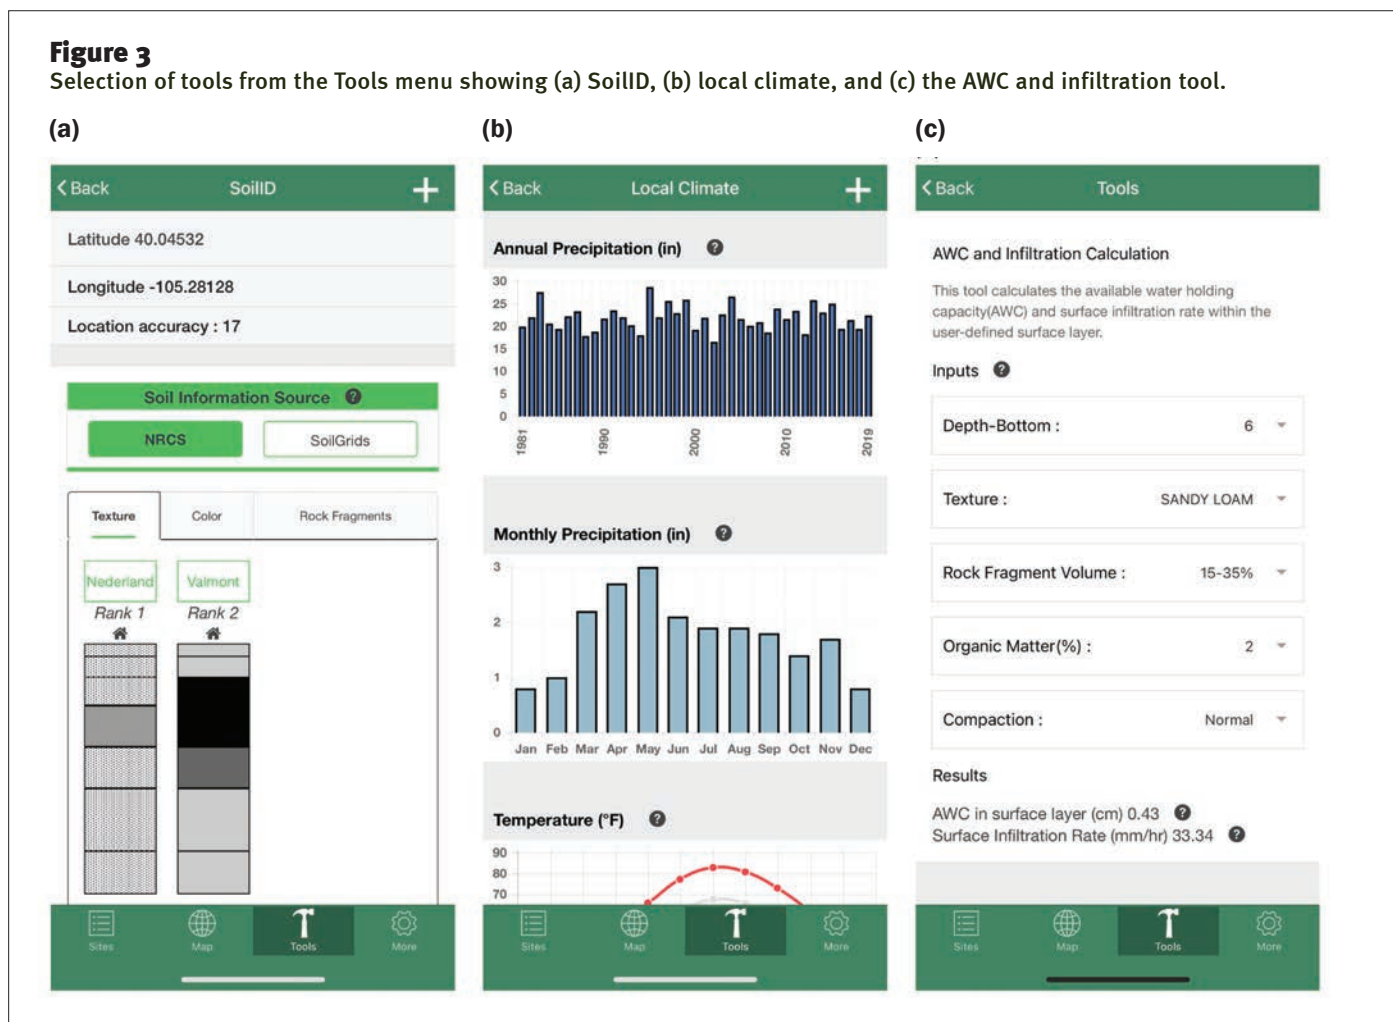 Figure 3
Selection of tools from the Tools menu showing (a) SoilID, (b) local climate, and (c) the AWC and infiltration tool.
(a)
Back SoilID +
Latitude 40.04532
Longitude -105.28128
Location accuracy : 17
Soil Information Source ?
NRCS SoilGrids
Texture Color Rock Fragments
Nederland Valmont
Rank 1 Rank 2
Sites Map Tools More
(b)
Back Local Climate +
Annual Precipitation (in) ?
30
25
20
15
10
5
0
1981 1990 2000 2010 2019
Monthly Precipitation (in) ?
3
2
1
0
Jan Feb Mar Apr May Jun Jul Aug Sep Oct Nov Dec
Temperature (°F) ?
90
80
70
Sites Map Tools More
(c)
Back Tools
AWC and Infiltration Calculation
This tool calculates the available water holding
capacity(AWC) and surface infiltration rate within the
user-defined surface layer.
Inputs ?
Depth-Bottom : 6
Texture : SANDY LOAM
Rock Fragment Volume : 15-35%
Organic Matter(%) : 2
Compaction : Normal
Results
AWC in surface layer (cm) 0.43 ?
Surface Infiltration Rate (mm/hr) 33.34 ?
Sites Map Tools More